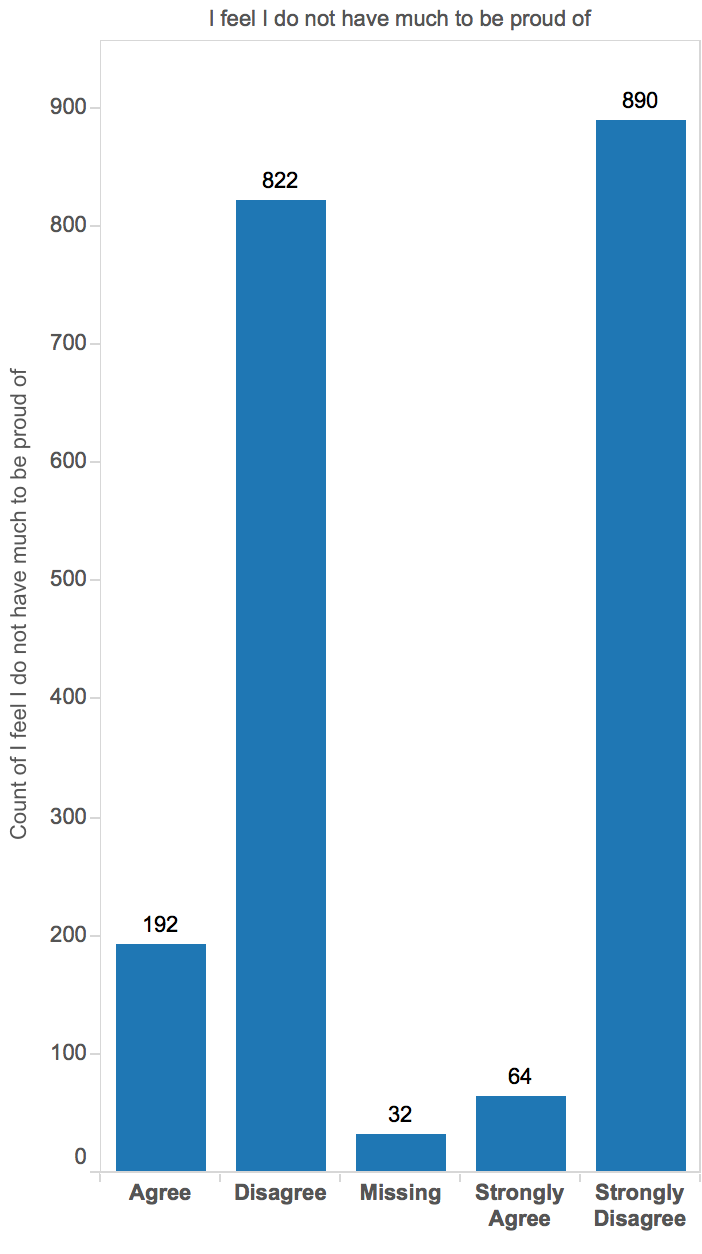 I feel I do not have much to be proud of
Count of I feel I do not have much to be proud of
900
800
700
600
500
400
300
200
100
0
192
822
32
64
890
Agree
Disagree
Missing
Strongly
Agree
Strongly
Disagree